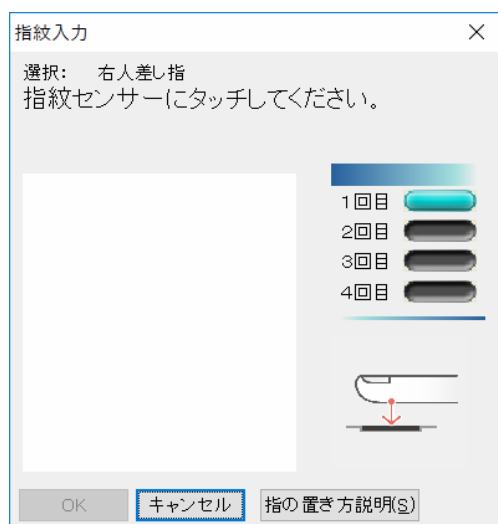 指紋入力
選択: 右人差し指
指紋センサーにタッチしてください。
1回目
2回目
3回目
4回目
OK
キャンセル
指の置き方説明(S)